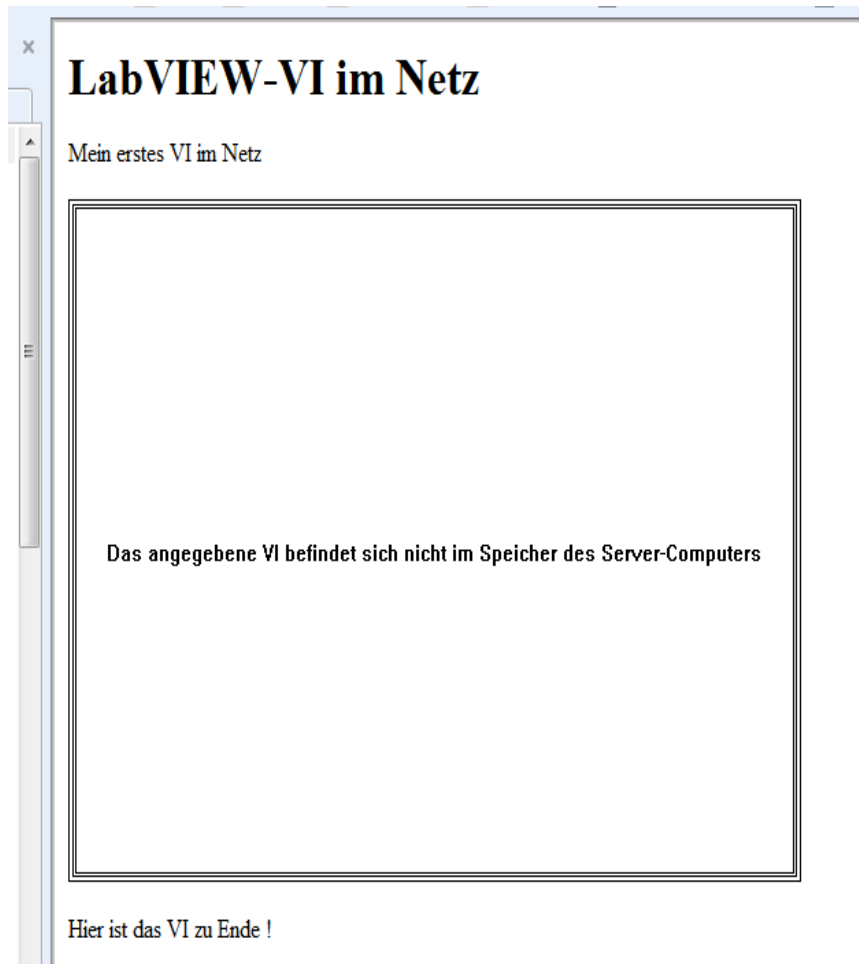 LabVIEW-VI im Netz
Mein erstes VI im Netz
Das angegebene VI befindet sich nicht im Speicher des Server-Computers
Hier ist das VI zu Ende !